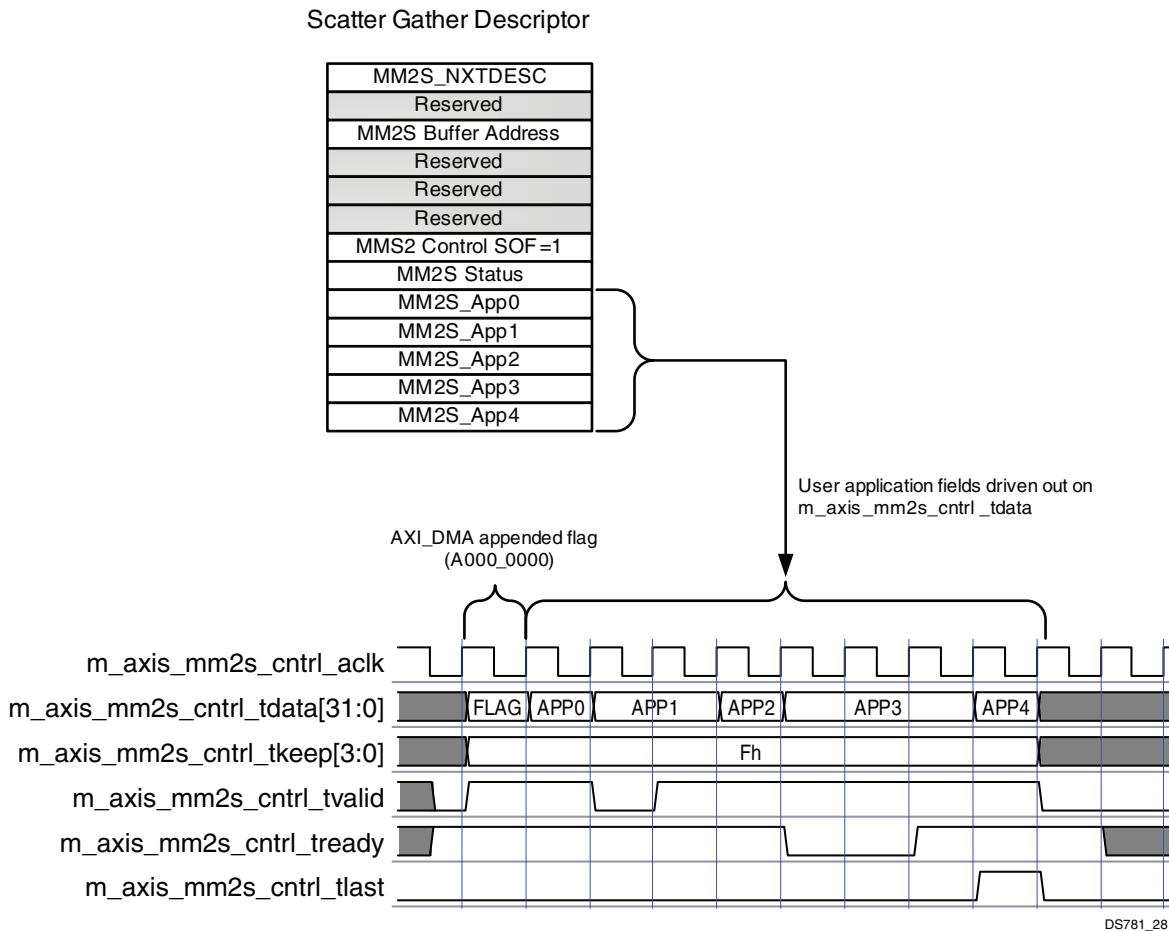 Scatter Gather Descriptor
MM2S_NXTDESC
Reserved
MM2S Buffer Address
Reserved
Reserved
Reserved
MMS2 Control SOF=1
MM2S Status
MM2S_App0
MM2S_App1
MM2S_App2
MM2S_App3
MM2S_App4
User application fields driven out on
m_axis_mm2s_cntrl _tdata
AXI_DMA appended flag
(A000_0000)
m_axis_mm2s_cntrl_aclk
m_axis_mm2s_cntrl_tdata[31:0] FLAG APP0 APP1 APP2 APP3 APP4
m_axis_mm2s_cntrl_tkeep[3:0] Fh
m_axis_mm2s_cntrl_tvalid
m_axis_mm2s_cntrl_tready
m_axis_mm2s_cntrl_tlast
DS781_28